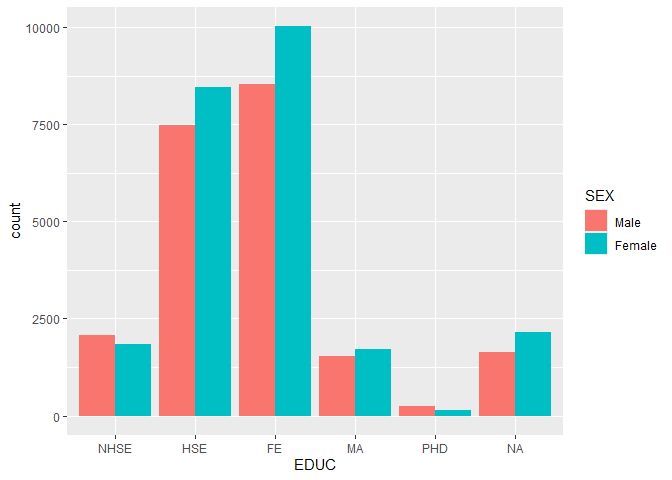 10000
7500
5000
2500
0
count
NHSE HSE FE MA PHD NA
EDUC
SEX
Male
Female